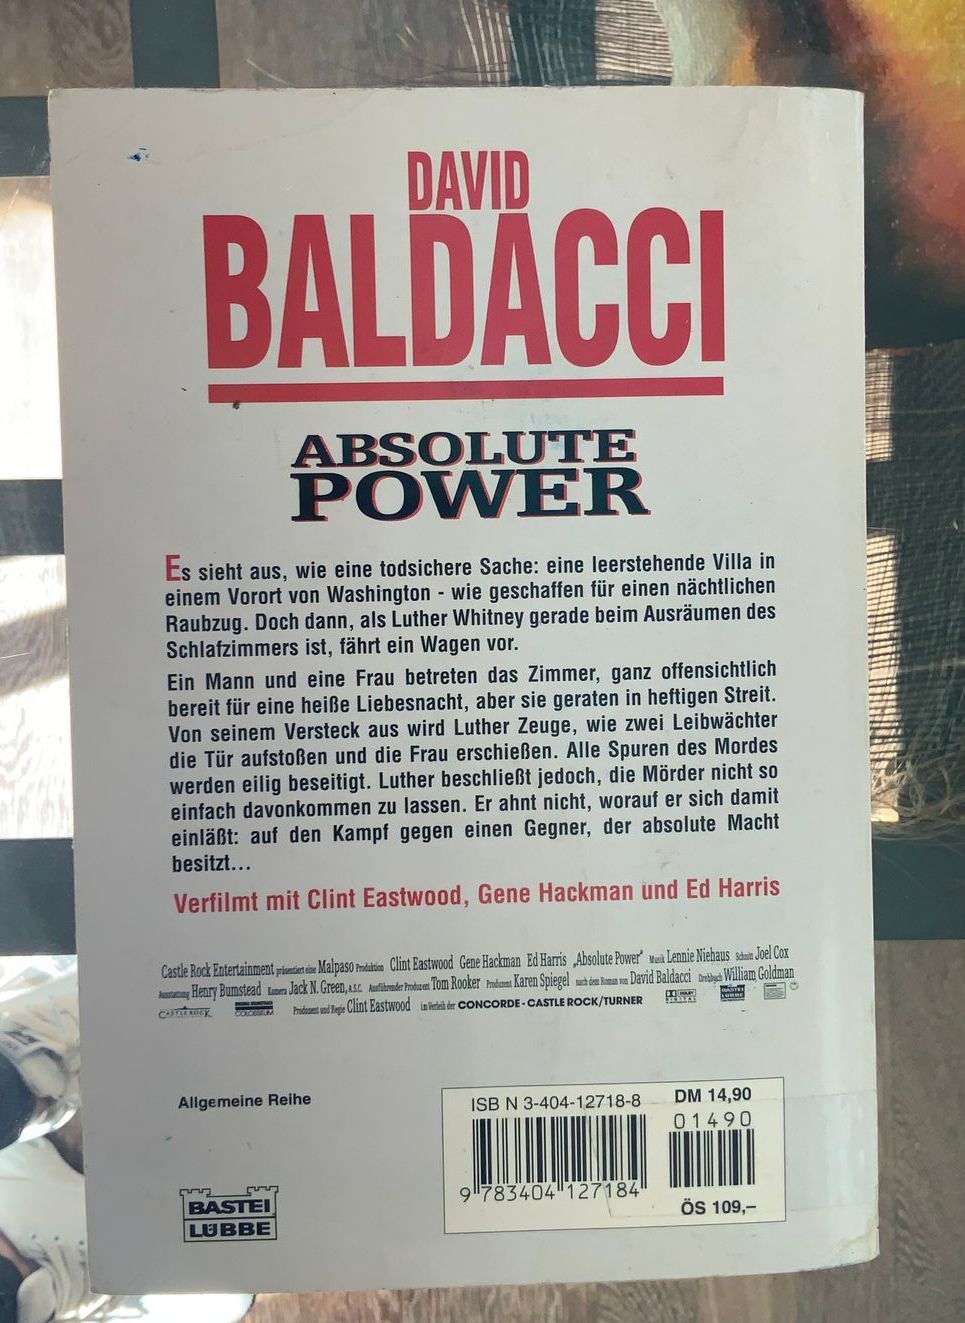 DAVID
BALDACCI
ABSOLUTE
POWER
Es sieht aus, wie eine todsichere Sache: eine leerstehende Villa in
einem Vorort von Washington - wie geschaffen für einen nächtlichen
Raubzug. Doch dann, als Luther Whitney gerade beim Ausräumen des
Schlafzimmers ist, fährt ein Wagen vor.
Ein Mann und eine Frau betreten das Zimmer, ganz offensichtlich
bereit für eine heiße Liebesnacht, aber sie geraten in heftigen Streit.
Von seinem Versteck aus wird Luther Zeuge, wie zwei Leibwächter
die Tür aufstoßen und die Frau erschießen. Alle Spuren des Mordes
werden eilig beseitigt. Luther beschließt jedoch, die Mörder nicht so
einfach davonkommen zu lassen. Er ahnt nicht, worauf er sich damit
einläßt: auf den Kampf gegen einen Gegner, der absolute Macht
besitzt...
Verfilmt mit Clint Eastwood, Gene Hackman und Ed Harris
Castle Rock Entertainment präsentiert eine Malpaso Produktion Clint Eastwood Gene Hackman Ed Harris „Absolute Power" Musik Lennie Niehaus Schnitt Joel Cox
Ausstattung Henry Bumstead Kamera Jack N. Green, A.S.C. Ausführender Produzent Tom Rooker Produzent Karen Spiegel nach dem Roman von David Baldacci Drehbuch William Goldman
CASTLE ROCK COLOSSEUM Produzent und Regie Clint Eastwood im Verleih der CONCORDE - CASTLE ROCK/TURNER DOLBY DIGITAL BASTEI LÜBBE
Allgemeine Reihe
ISB N 3-404-12718-8 DM 14,90
01490
9 783404 127184
ÖS 109,–
BASTEI
LÜBBE